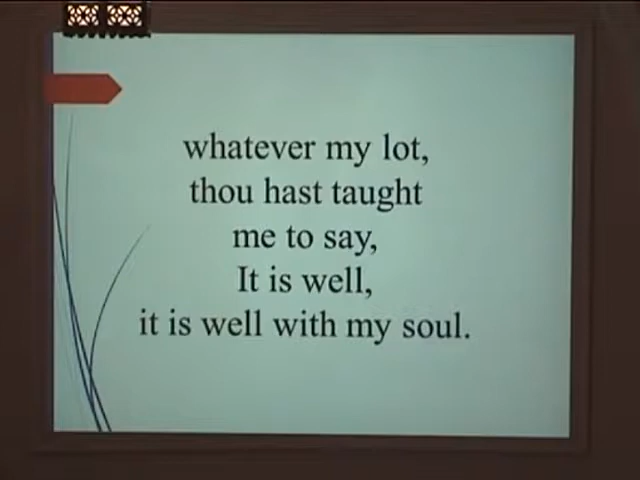 whatever my lot,
thou hast taught
me to say,
It is well,
it is well with my soul.